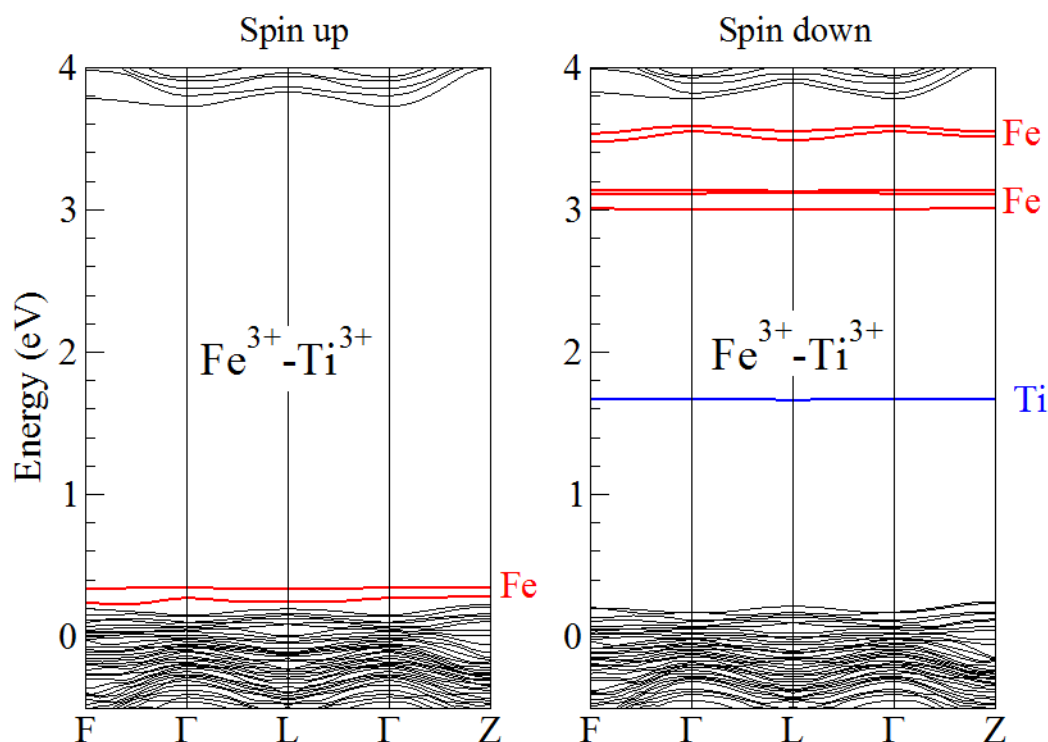 Spin up
Spin down
Energy (eV)
4
3
2
1
0
Fe³⁺-Ti³⁺
Fe
F Γ L Γ Z
4
3
2
1
0
Fe³⁺-Ti³⁺
Fe
Fe
Ti
F Γ L Γ Z